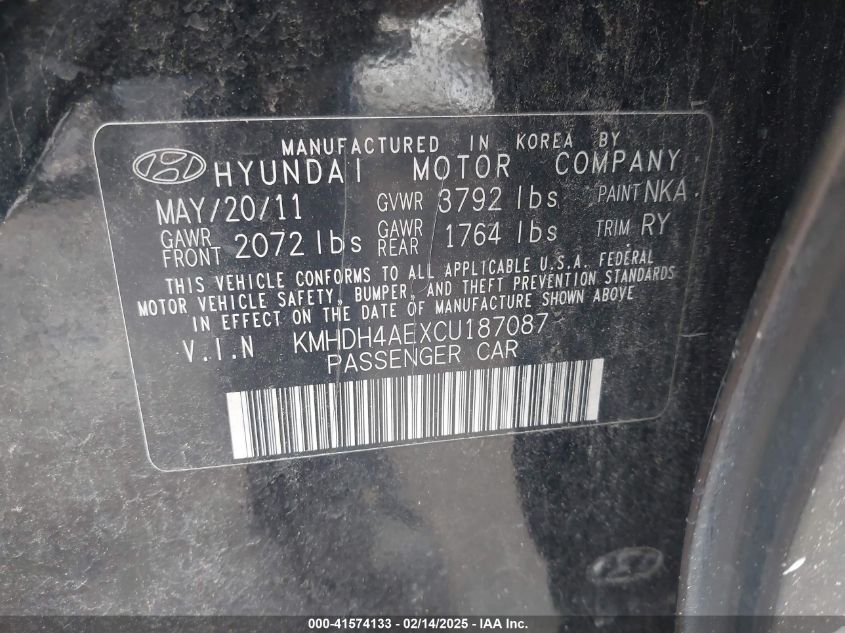 MANUFACTURED IN KOREA BY
HYUNDAI MOTOR COMPANY
MAY/20/11 GVWR 3792 lbs PAINT NKA
GAWR FRONT 2072 lbs GAWR REAR 1764 lbs TRIM RY
THIS VEHICLE CONFORMS TO ALL APPLICABLE U.S.A. FEDERAL
MOTOR VEHICLE SAFETY, BUMPER, AND THEFT PREVENTION STANDARDS
IN EFFECT ON THE DATE OF MANUFACTURE SHOWN ABOVE
V.I.N KMHDH4AEXCU187087
PASSENGER CAR
000-41574133 - 02/14/2025 - IAA Inc.